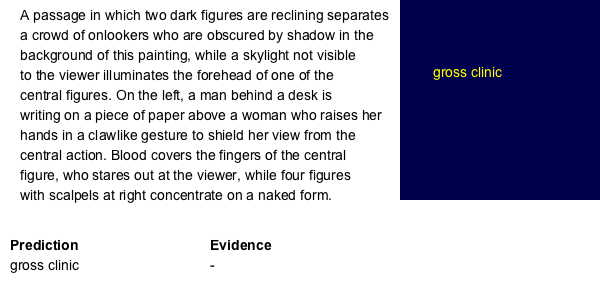 A passage in which two dark figures are reclining separates
a crowd of onlookers who are obscured by shadow in the
background of this painting, while a skylight not visible
to the viewer illuminates the forehead of one of the
central figures. On the left, a man behind a desk is
writing on a piece of paper above a woman who raises her
hands in a clawlike gesture to shield her view from the
central action. Blood covers the fingers of the central
figure, who stares out at the viewer, while four figures
with scalpels at right concentrate on a naked form.
gross clinic
Prediction Evidence
gross clinic -